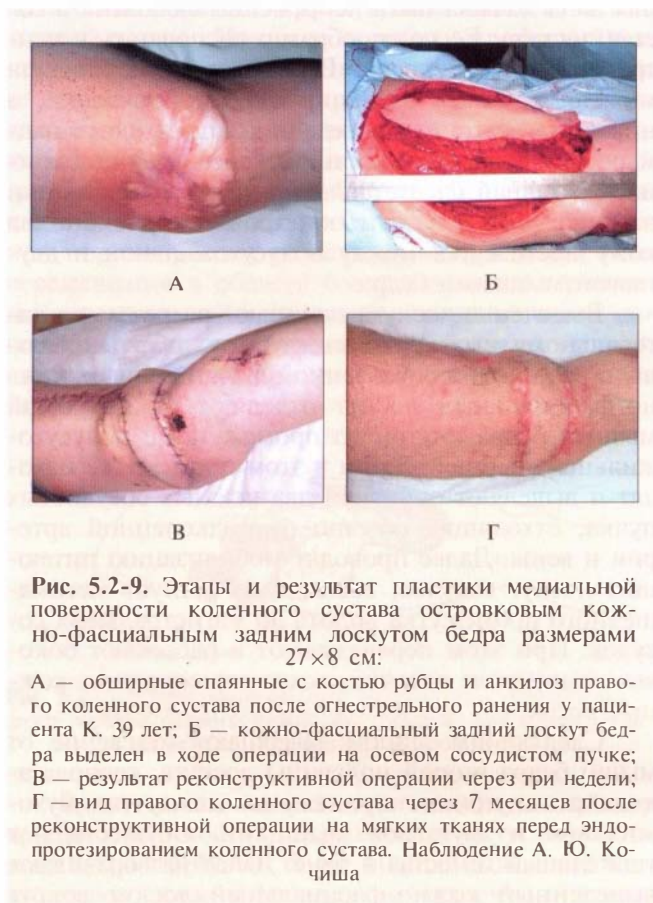 А
Б
В
Г
Рис. 5.2-9. Этапы и результат пластики медиальной
поверхности коленного сустава островковым кож-
но-фасциальным задним лоскутом бедра размерами
27×8 см:
А — обширные спаянные с костью рубцы и анкилоз право-
го коленного сустава после огнестрельного ранения у паци-
ента К. 39 лет; Б — кожно-фасциальный задний лоскут бед-
ра выделен в ходе операции на осевом сосудистом пучке;
В — результат реконструктивной операции через три недели;
Г — вид правого коленного сустава через 7 месяцев после
реконструктивной операции на мягких тканях перед эндо-
протезированием коленного сустава. Наблюдение А. Ю. Ко-
чиша